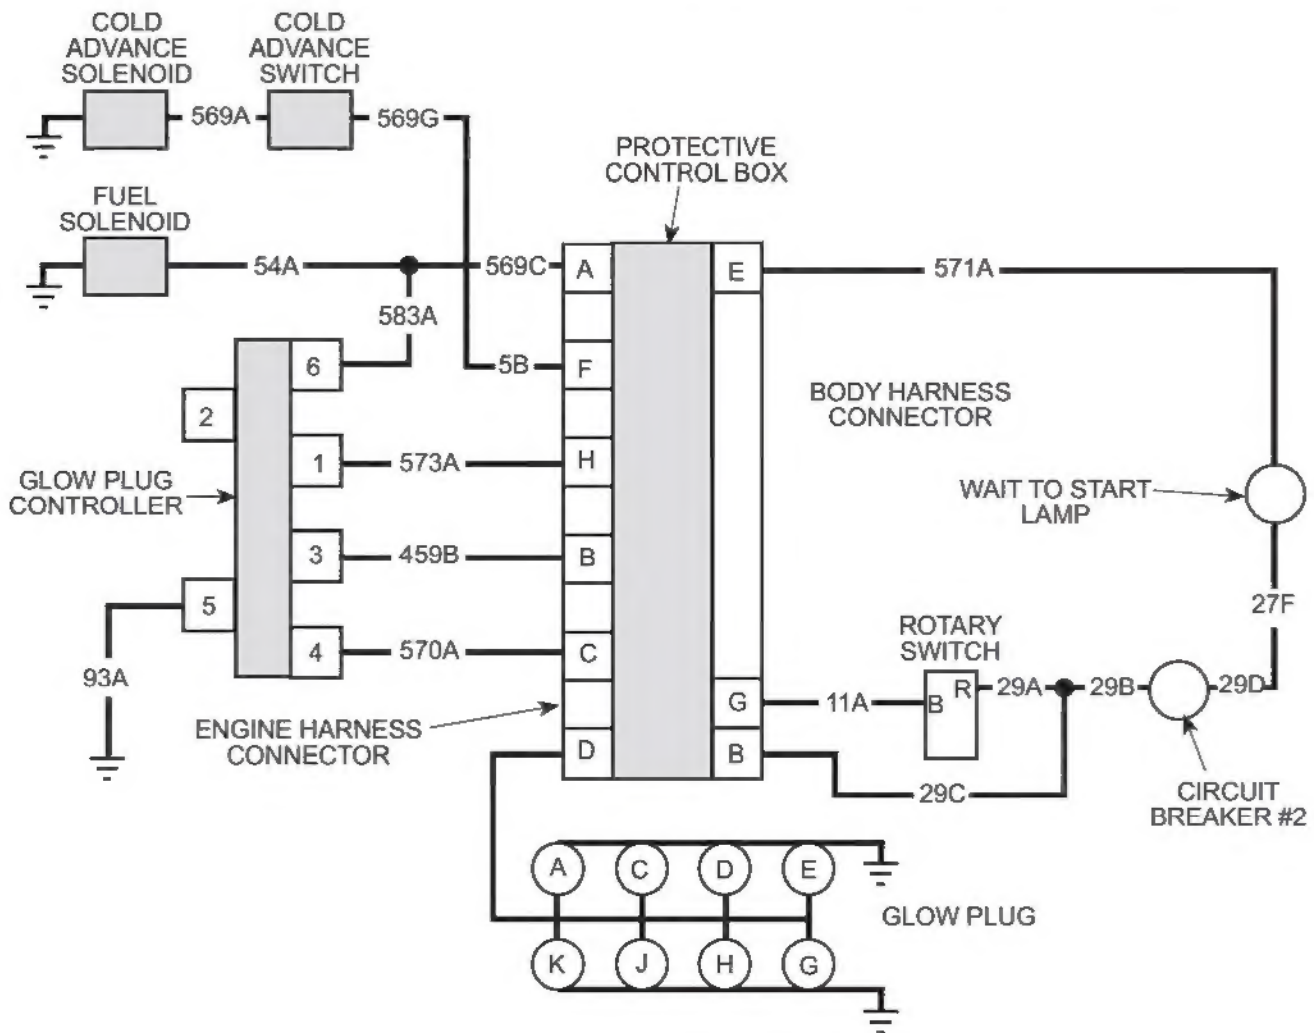 COLD
ADVANCE
SOLENOID
COLD
ADVANCE
SWITCH
569A
569G
PROTECTIVE
CONTROL BOX
FUEL
SOLENOID
54A
569C
A
E
571A
583A
6
5B
F
2
BODY HARNESS
CONNECTOR
1
573A
H
GLOW PLUG
CONTROLLER
WAIT TO START
LAMP
3
459B
B
5
27F
ROTARY
SWITCH
4
570A
C
93A
G
11A
B
R
29A
29B
29D
ENGINE HARNESS
CONNECTOR
D
B
29C
CIRCUIT
BREAKER #2
A
C
D
E
GLOW PLUG
K
J
H
G